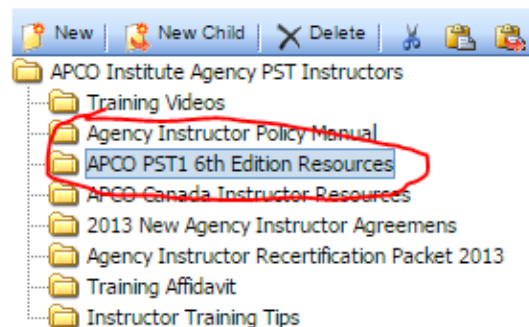 New New Child Delete
APCO Institute Agency PST Instructors
Training Videos
Agency Instructor Policy Manual
APCO PST1 6th Edition Resources
APCO Canada Instructor Resources
2013 New Agency Instructor Agreemens
Agency Instructor Recertification Packet 2013
Training Affidavit
Instructor Training Tips